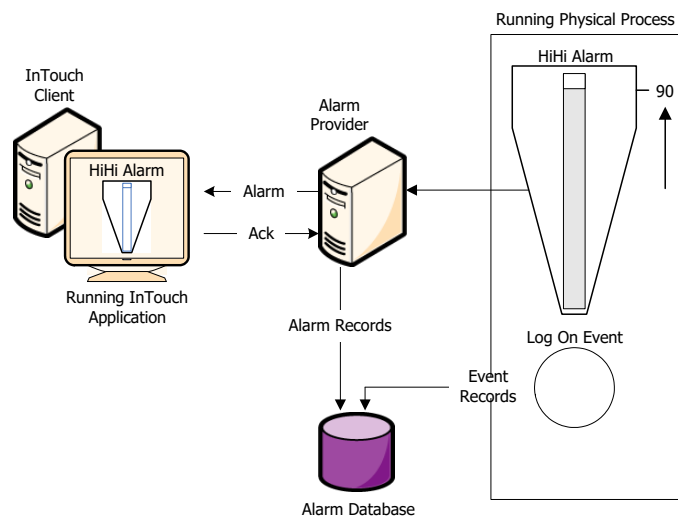 Running Physical Process
HiHi Alarm
90
InTouch
Client
Alarm
Provider
HiHi Alarm
Alarm
Ack
Running InTouch
Application
Alarm Records
Log On Event
Event
Records
Alarm Database